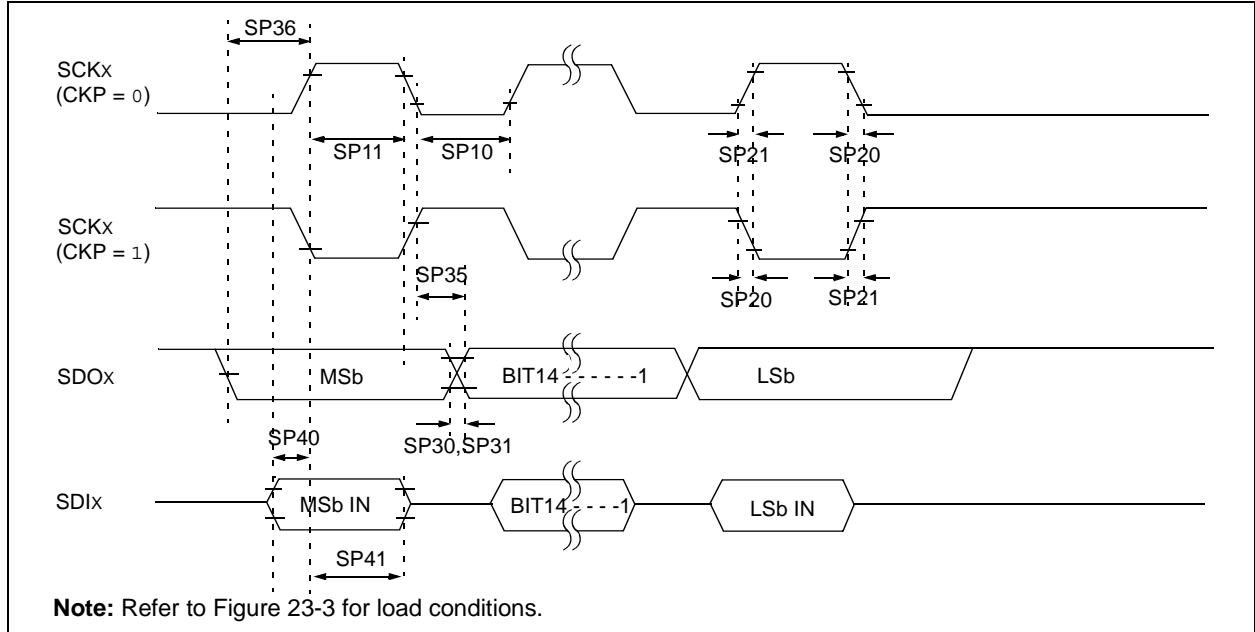 SP36
SCKX
(CKP = 0)
SP11
SP10
SP21
SP20
SCKX
(CKP = 1)
SP35
SP20
SP21
SDOX
MSb
BIT14 - - - - - -1
LSb
SP40
SP30,SP31
SDIX
MSb IN
BIT14 - - - -1
LSb IN
SP41
Note: Refer to Figure 23-3 for load conditions.